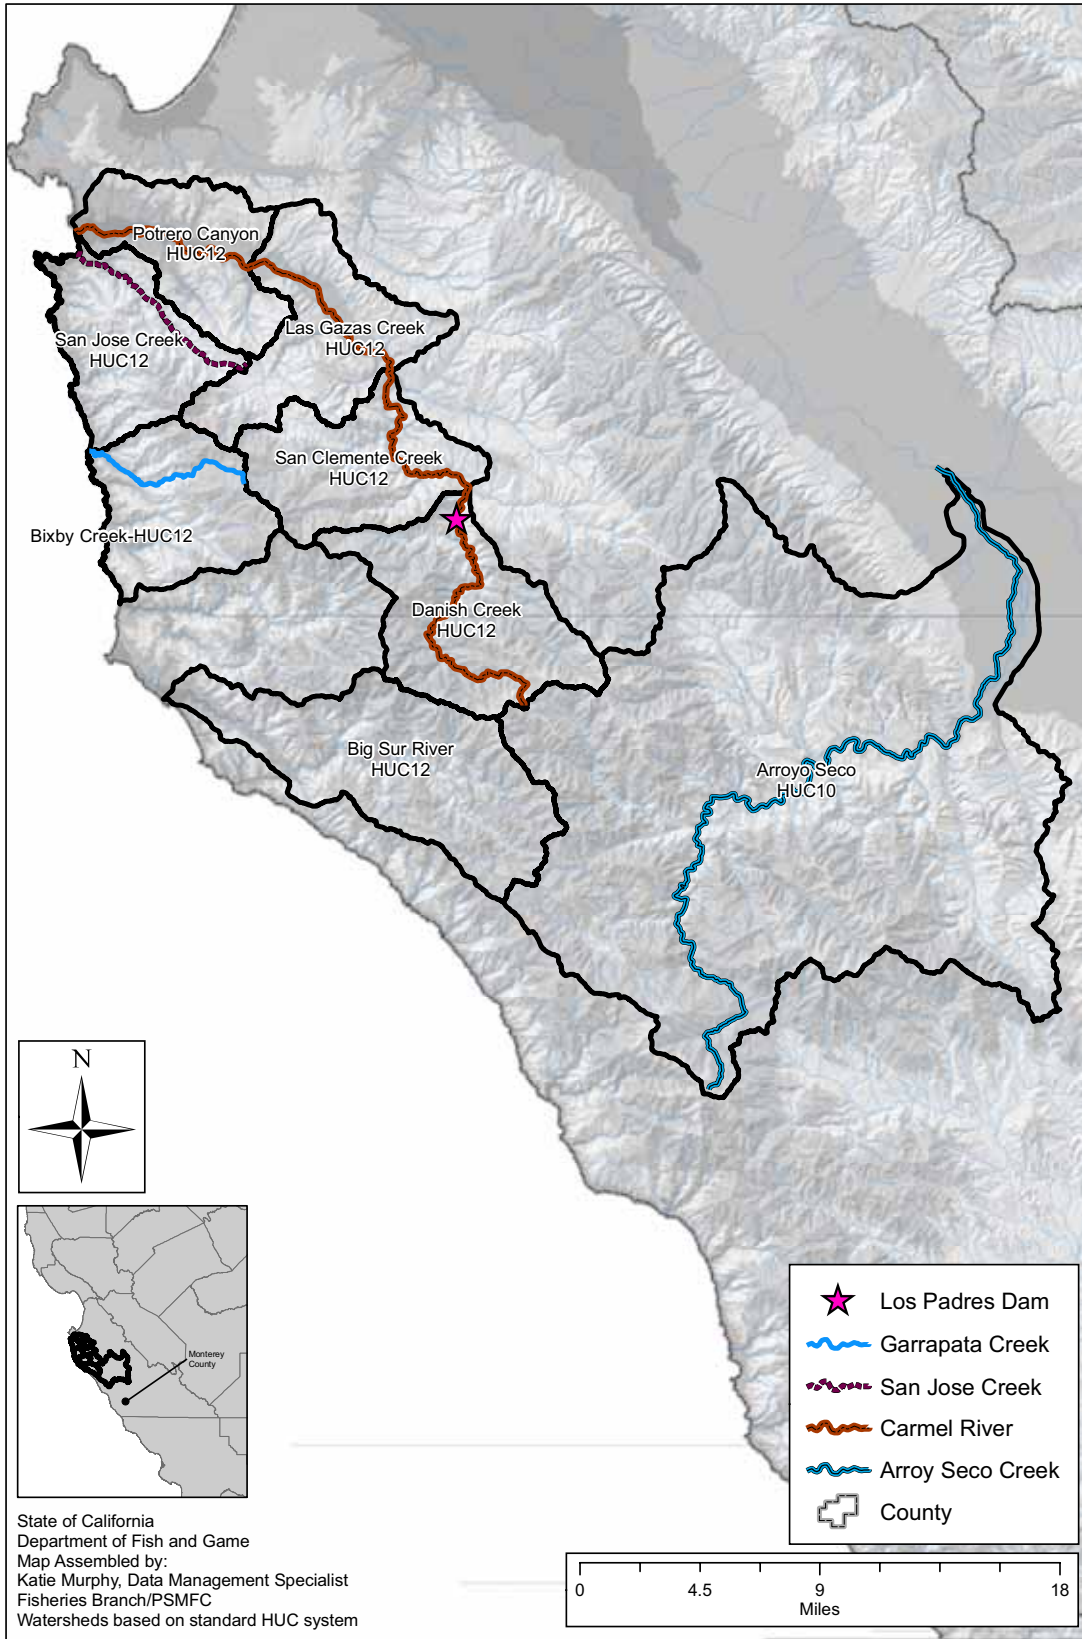 Potrero Canyon
HUC12
Las Gazas Creek
HUC12
San Jose Creek
HUC12
San Clemente Creek
HUC12
Bixby Creek-HUC12
Danish Creek
HUC12
Big Sur River
HUC12
Arroyo Seco
HUC10
N
Monterey
County
Los Padres Dam
Garrapata Creek
San Jose Creek
Carmel River
Arroy Seco Creek
County
State of California
Department of Fish and Game
Map Assembled by:
Katie Murphy, Data Management Specialist
Fisheries Branch/PSMFC
Watersheds based on standard HUC system
0 4.5 9 18
Miles